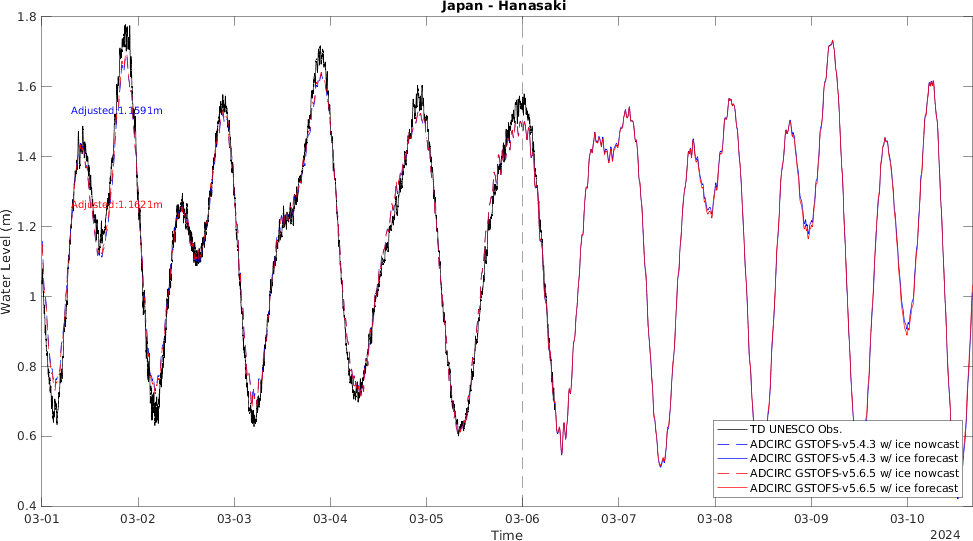 Japan - Hanasaki
1.8
1.6
1.4
1.2
1
0.8
0.6
0.4
Water Level (m)
Adjusted:1.1591m
Adjusted:1.1621m
TD UNESCO Obs.
ADCIRC GSTOFS-v5.4.3 w/ ice nowcast
ADCIRC GSTOFS-v5.4.3 w/ ice forecast
ADCIRC GSTOFS-v5.6.5 w/ ice nowcast
ADCIRC GSTOFS-v5.6.5 w/ ice forecast
03-01 03-02 03-03 03-04 03-05 03-06 03-07 03-08 03-09 03-10
Time
2024